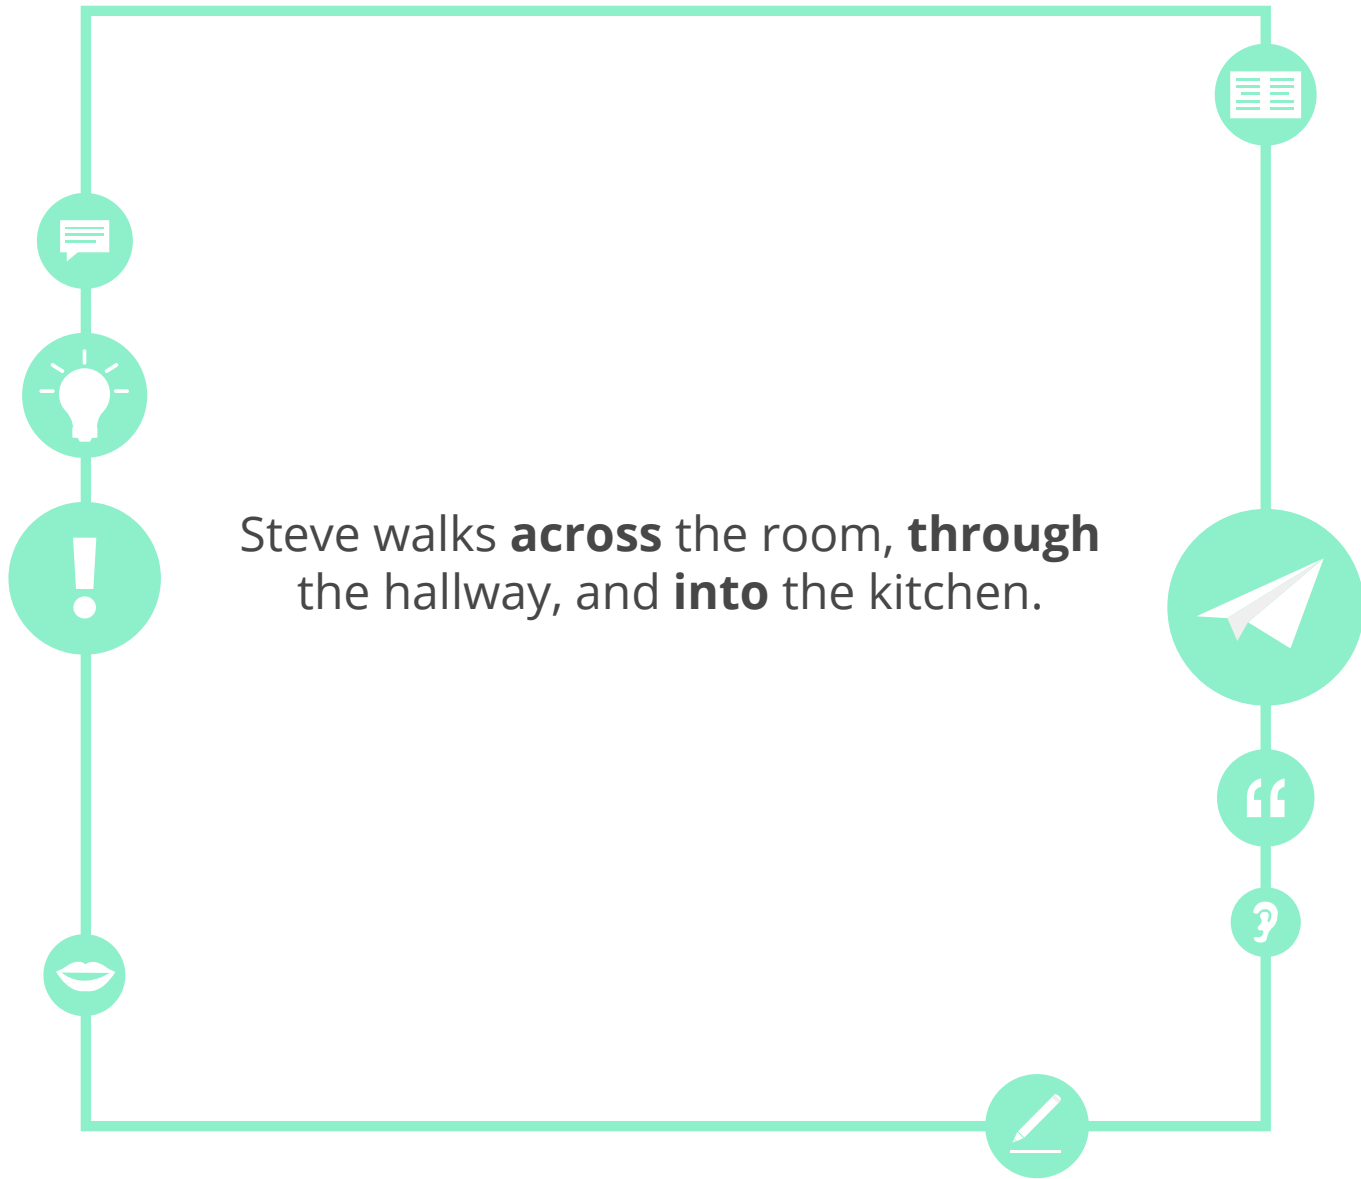 Steve walks across the room, through
the hallway, and into the kitchen.